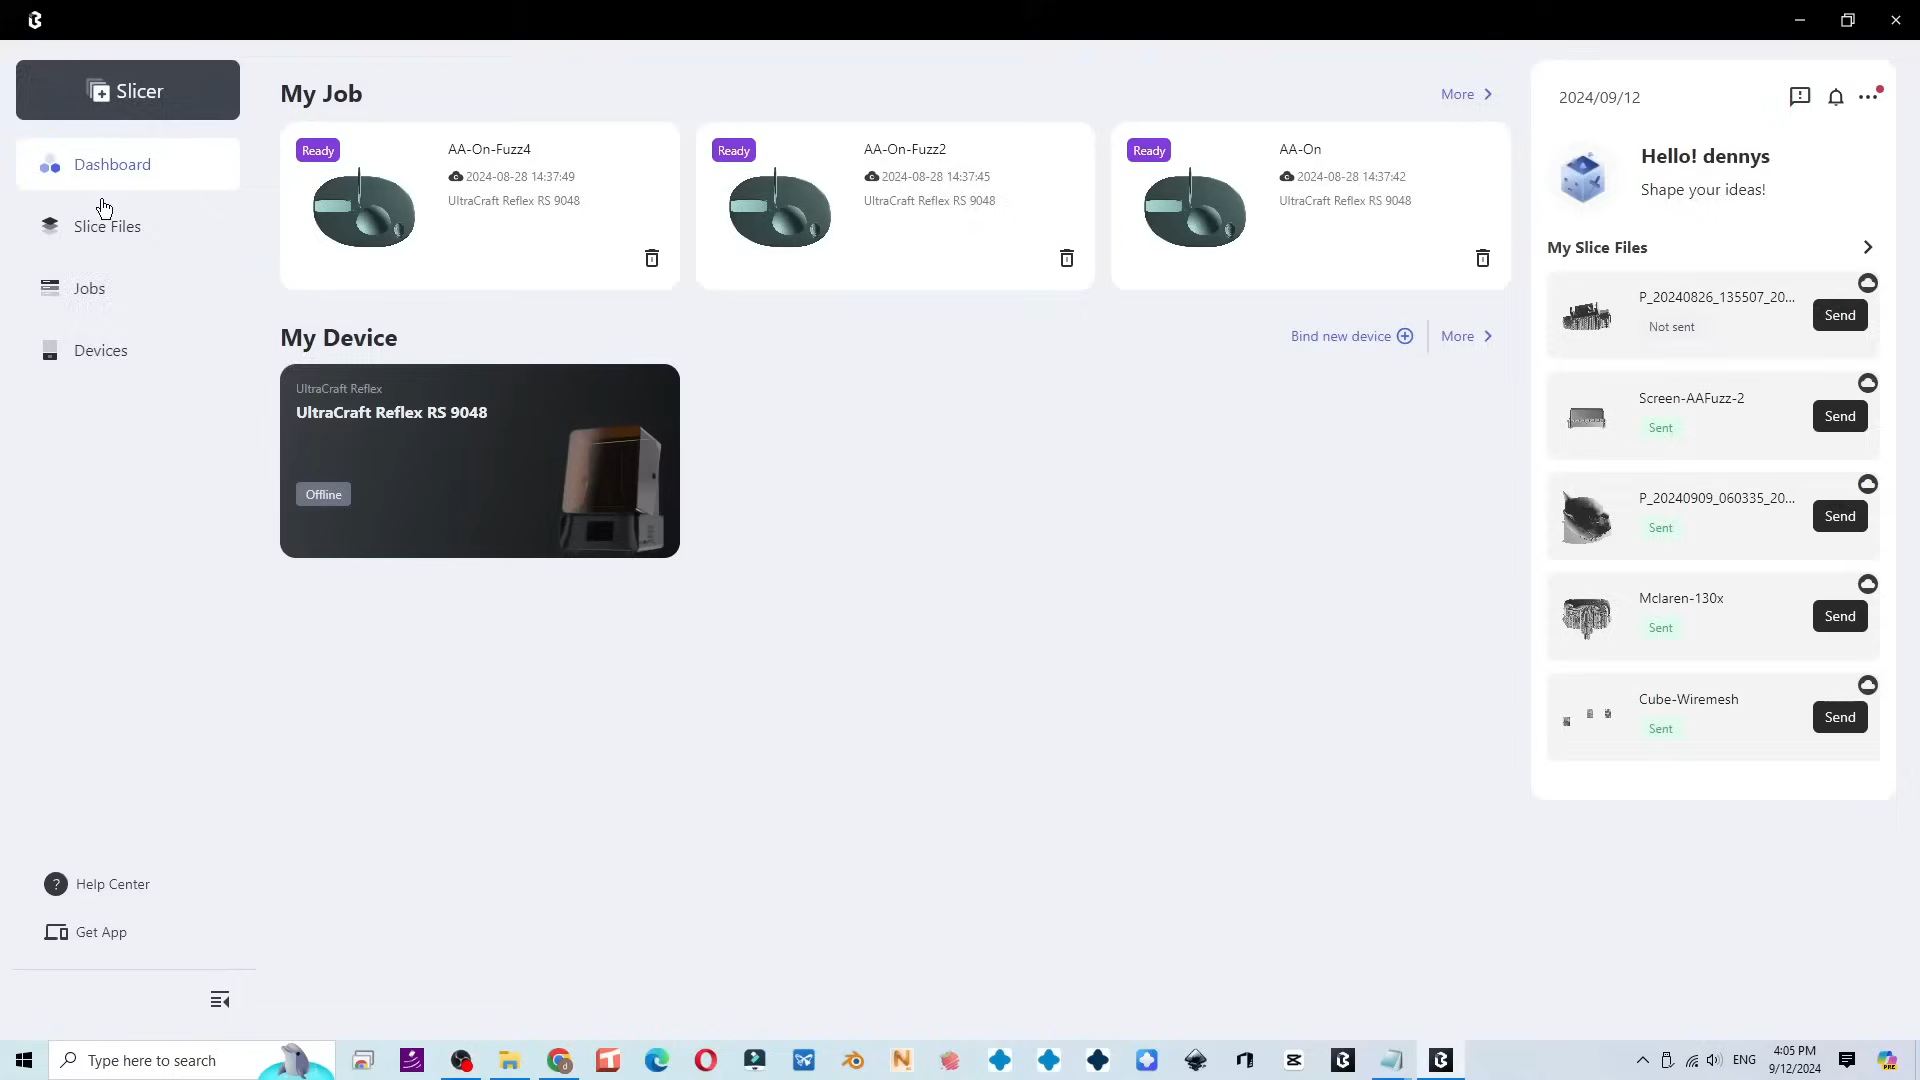 Slicer
Dashboard
Slice Files
Jobs
Devices
Help Center
Get App
My Job
More
Ready
AA-On-Fuzz4
2024-08-28 14:37:49
UltraCraft Reflex RS 9048
Ready
AA-On-Fuzz2
2024-08-28 14:37:45
UltraCraft Reflex RS 9048
Ready
AA-On
2024-08-28 14:37:42
UltraCraft Reflex RS 9048
My Device
Bind new device
More
UltraCraft Reflex
UltraCraft Reflex RS 9048
Offline
2024/09/12
Hello! dennys
Shape your ideas!
My Slice Files
P_20240826_135507_20...
Not sent
Send
Screen-AAFuzz-2
Sent
Send
P_20240909_060335_20...
Sent
Send
Mclaren-130x
Sent
Send
Cube-Wiremesh
Sent
Send
Type here to search
ENG
4:05 PM
9/12/2024